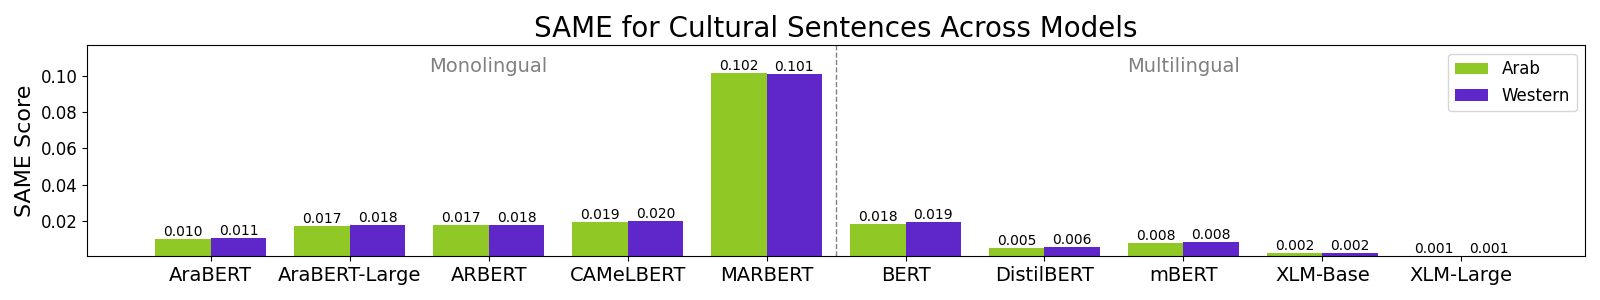 SAME for Cultural Sentences Across Models
SAME Score
0.10
0.08
0.06
0.04
0.02
Monolingual
Multilingual
Arab
Western
0.010 0.011 0.017 0.018 0.017 0.018 0.019 0.020 0.102 0.101 0.018 0.019 0.005 0.006 0.008 0.008 0.002 0.002 0.001 0.001
AraBERT AraBERT-Large ARBERT CAMeLBERT MARBERT BERT DistilBERT mBERT XLM-Base XLM-Large